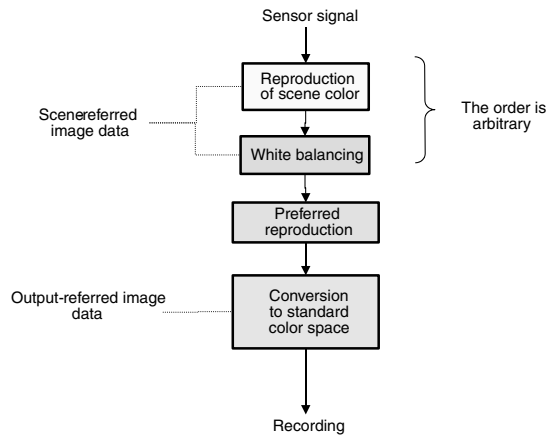 Sensor signal
Reproduction
of scene color
Scenereferred
image data
The order is
arbitrary
White balancing
Preferred
reproduction
Output-referred image
data
Conversion
to standard
color space
Recording